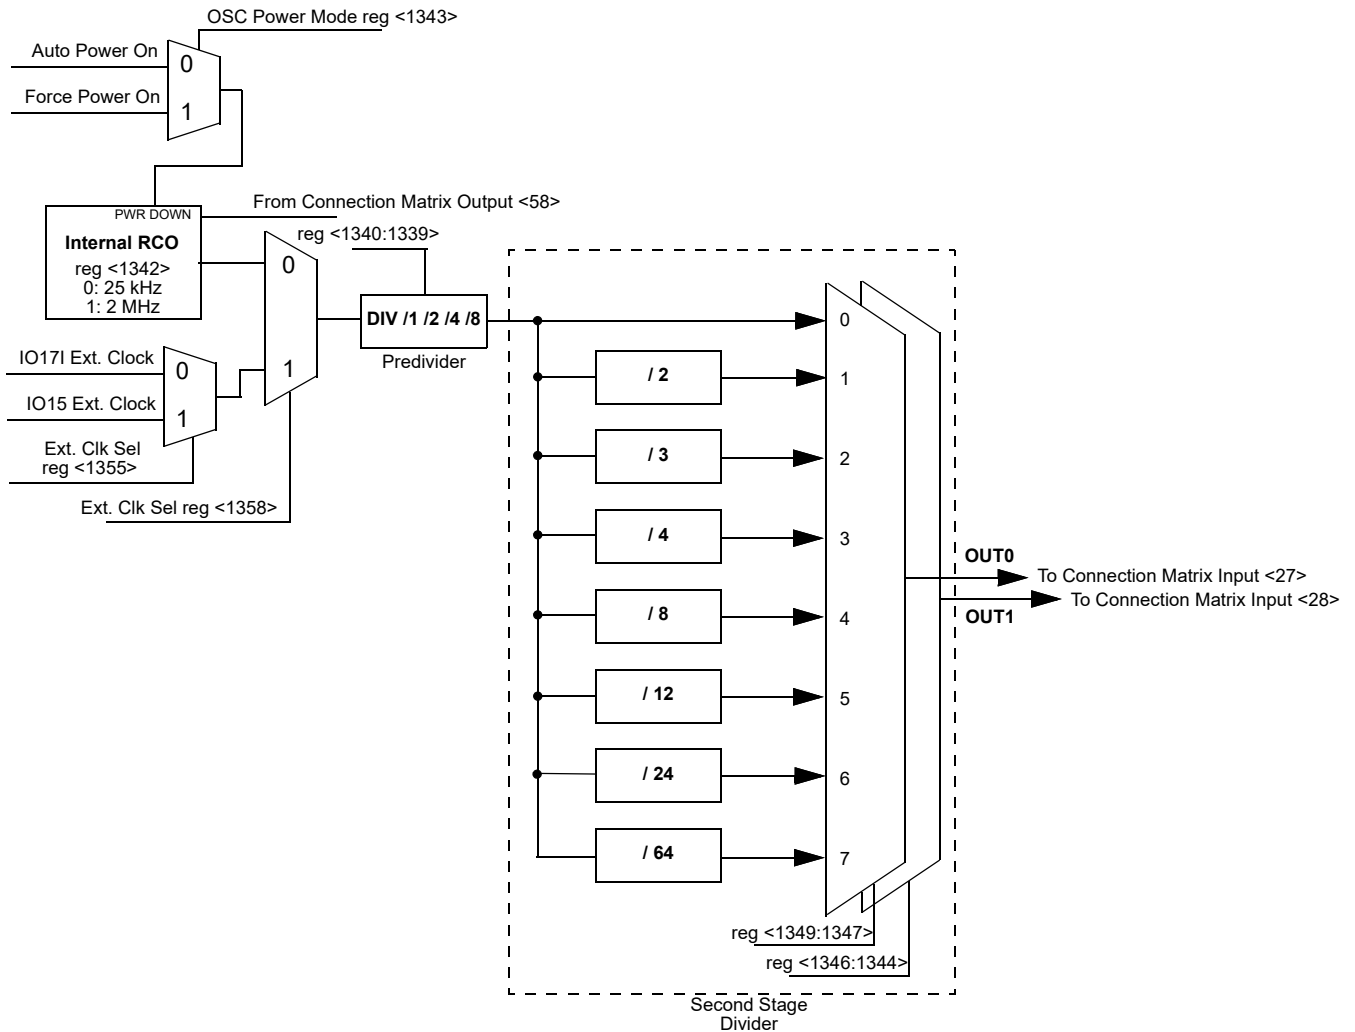 OSC Power Mode reg <1343>
Auto Power On
0
Force Power On
1
From Connection Matrix Output <58>
PWR DOWN
Internal RCO
reg <1342>
0: 25 kHz
1: 2 MHz
reg <1340:1339>
0
DIV /1 /2 /4 /8
Predivider
0
IO17I Ext. Clock
0
1
IO15 Ext. Clock
1
Ext. Clk Sel
reg <1355>
Ext. Clk Sel reg <1358>
/ 2
1
/ 3
2
/ 4
3
OUT0
To Connection Matrix Input <27>
To Connection Matrix Input <28>
OUT1
/ 8
4
/ 12
5
/ 24
6
/ 64
7
reg <1349:1347>
reg <1346:1344>
Second Stage
Divider